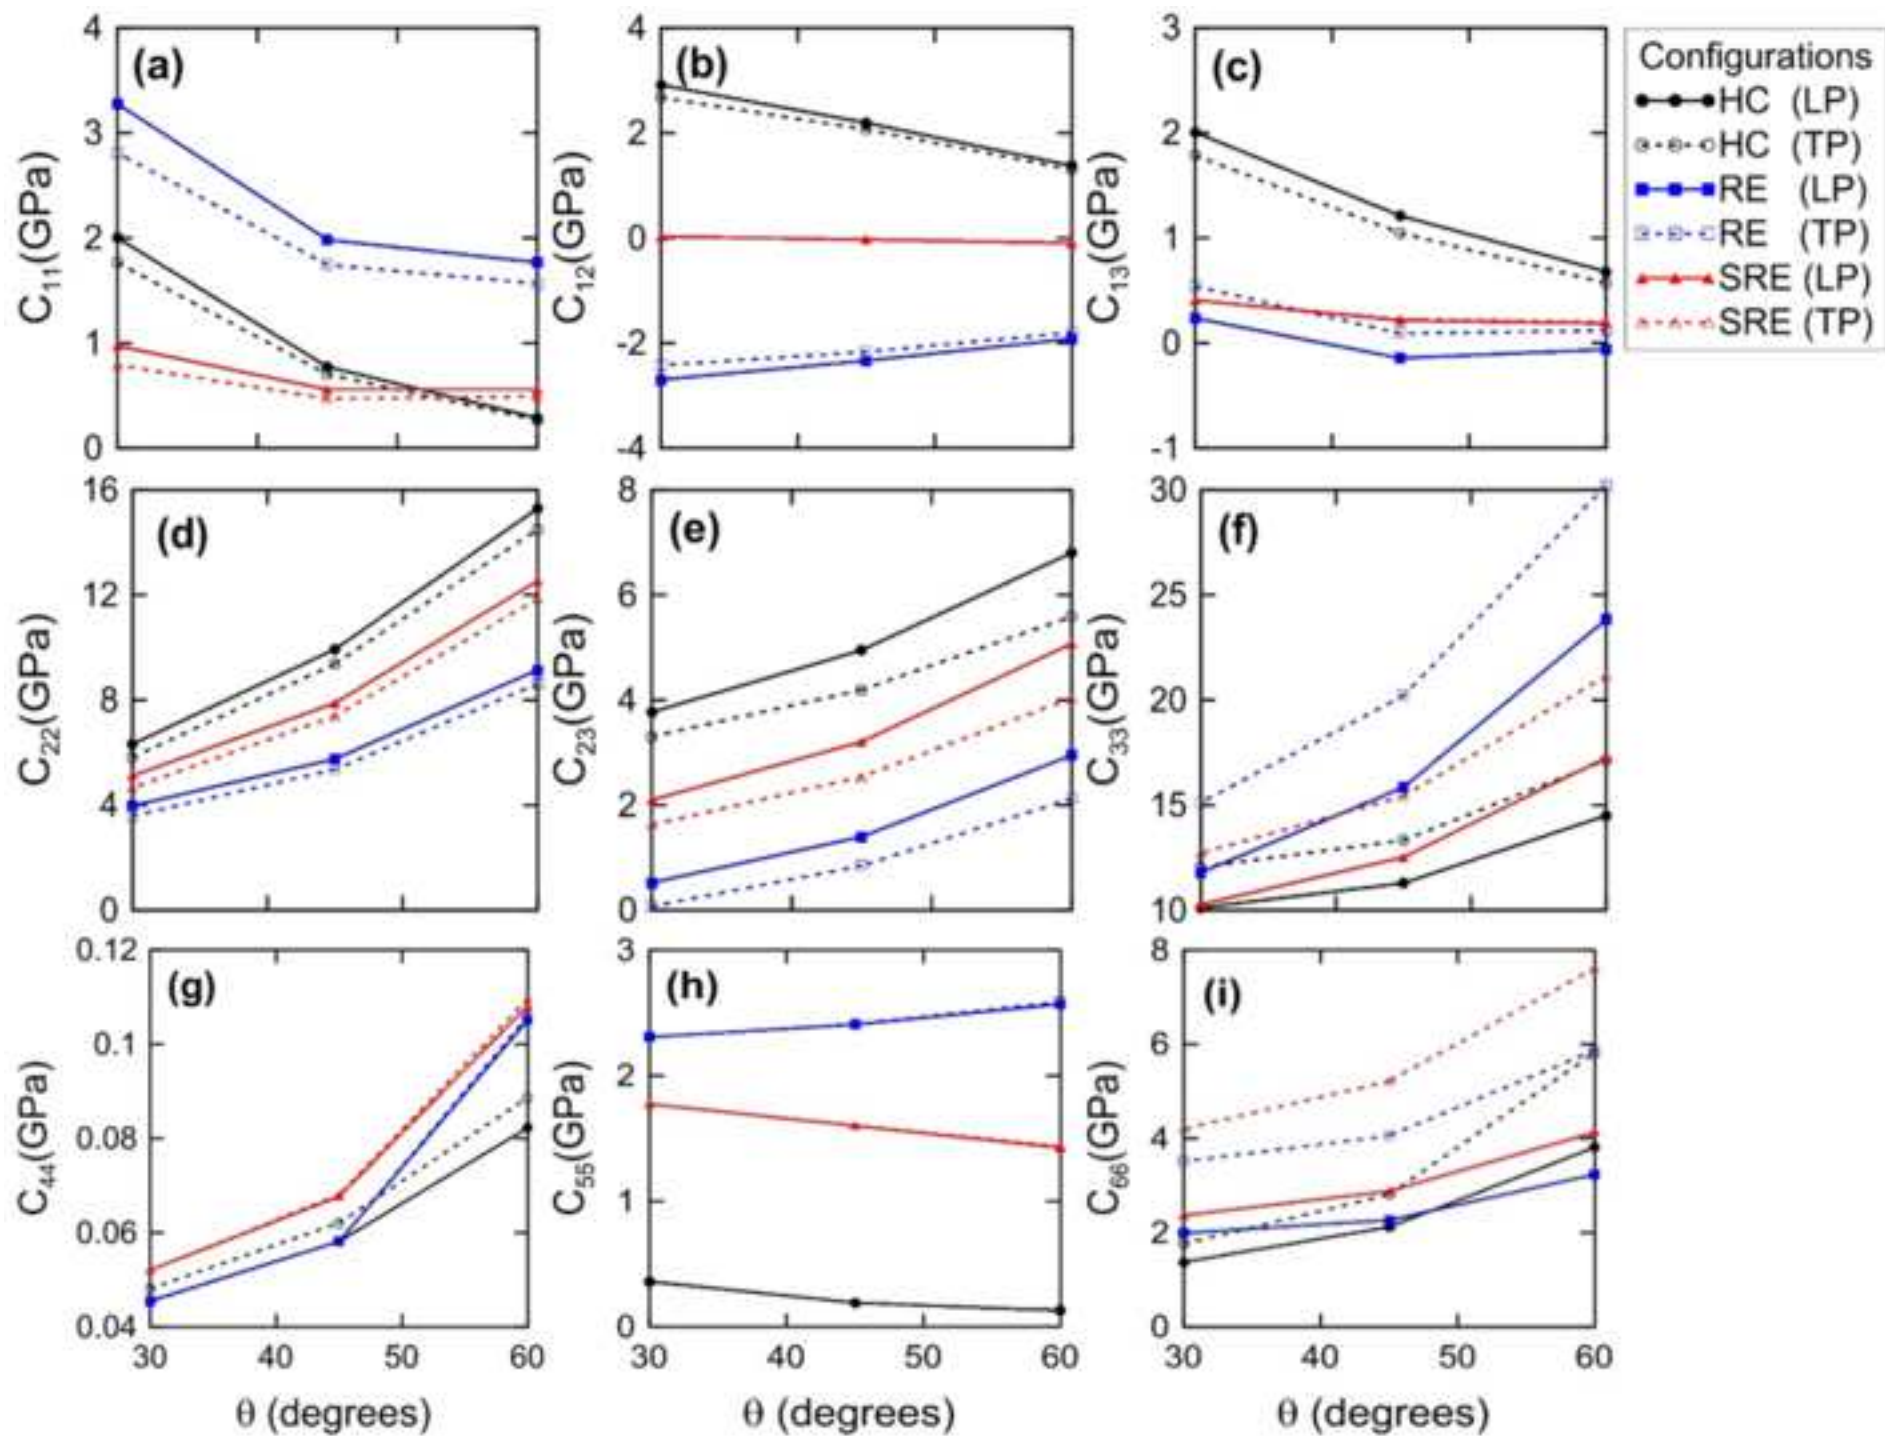 (a)
4
3
2
1
0
C₁₁(GPa)
(b)
4
2
0
-2
-4
C₁₂(GPa)
(c)
3
2
1
0
-1
C₁₃(GPa)
Configurations
HC (LP)
HC (TP)
RE (LP)
RE (TP)
SRE (LP)
SRE (TP)
(d)
16
12
8
4
0
C₂₂(GPa)
(e)
8
6
4
2
0
C₂₃(GPa)
(f)
30
25
20
15
10
C₃₃(GPa)
(g)
0.12
0.1
0.08
0.06
0.04
C₄₄(GPa)
30 40 50 60
θ (degrees)
(h)
3
2
1
0
C₅₅(GPa)
30 40 50 60
θ (degrees)
(i)
8
6
4
2
0
C₆₆(GPa)
30 40 50 60
θ (degrees)